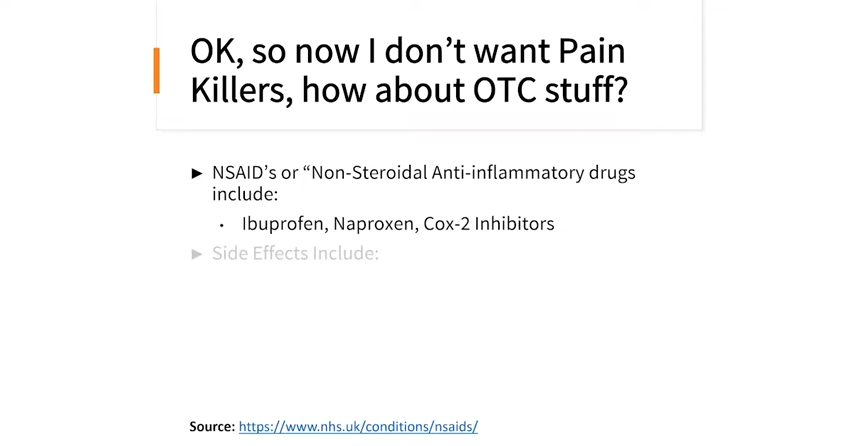 OK, so now I don’t want Pain
Killers, how about OTC stuff?
► NSAID’s or “Non-Steroidal Anti-inflammatory drugs
include:
• Ibuprofen, Naproxen, Cox-2 Inhibitors
► Side Effects Include:
Source: https://www.nhs.uk/conditions/nsaids/